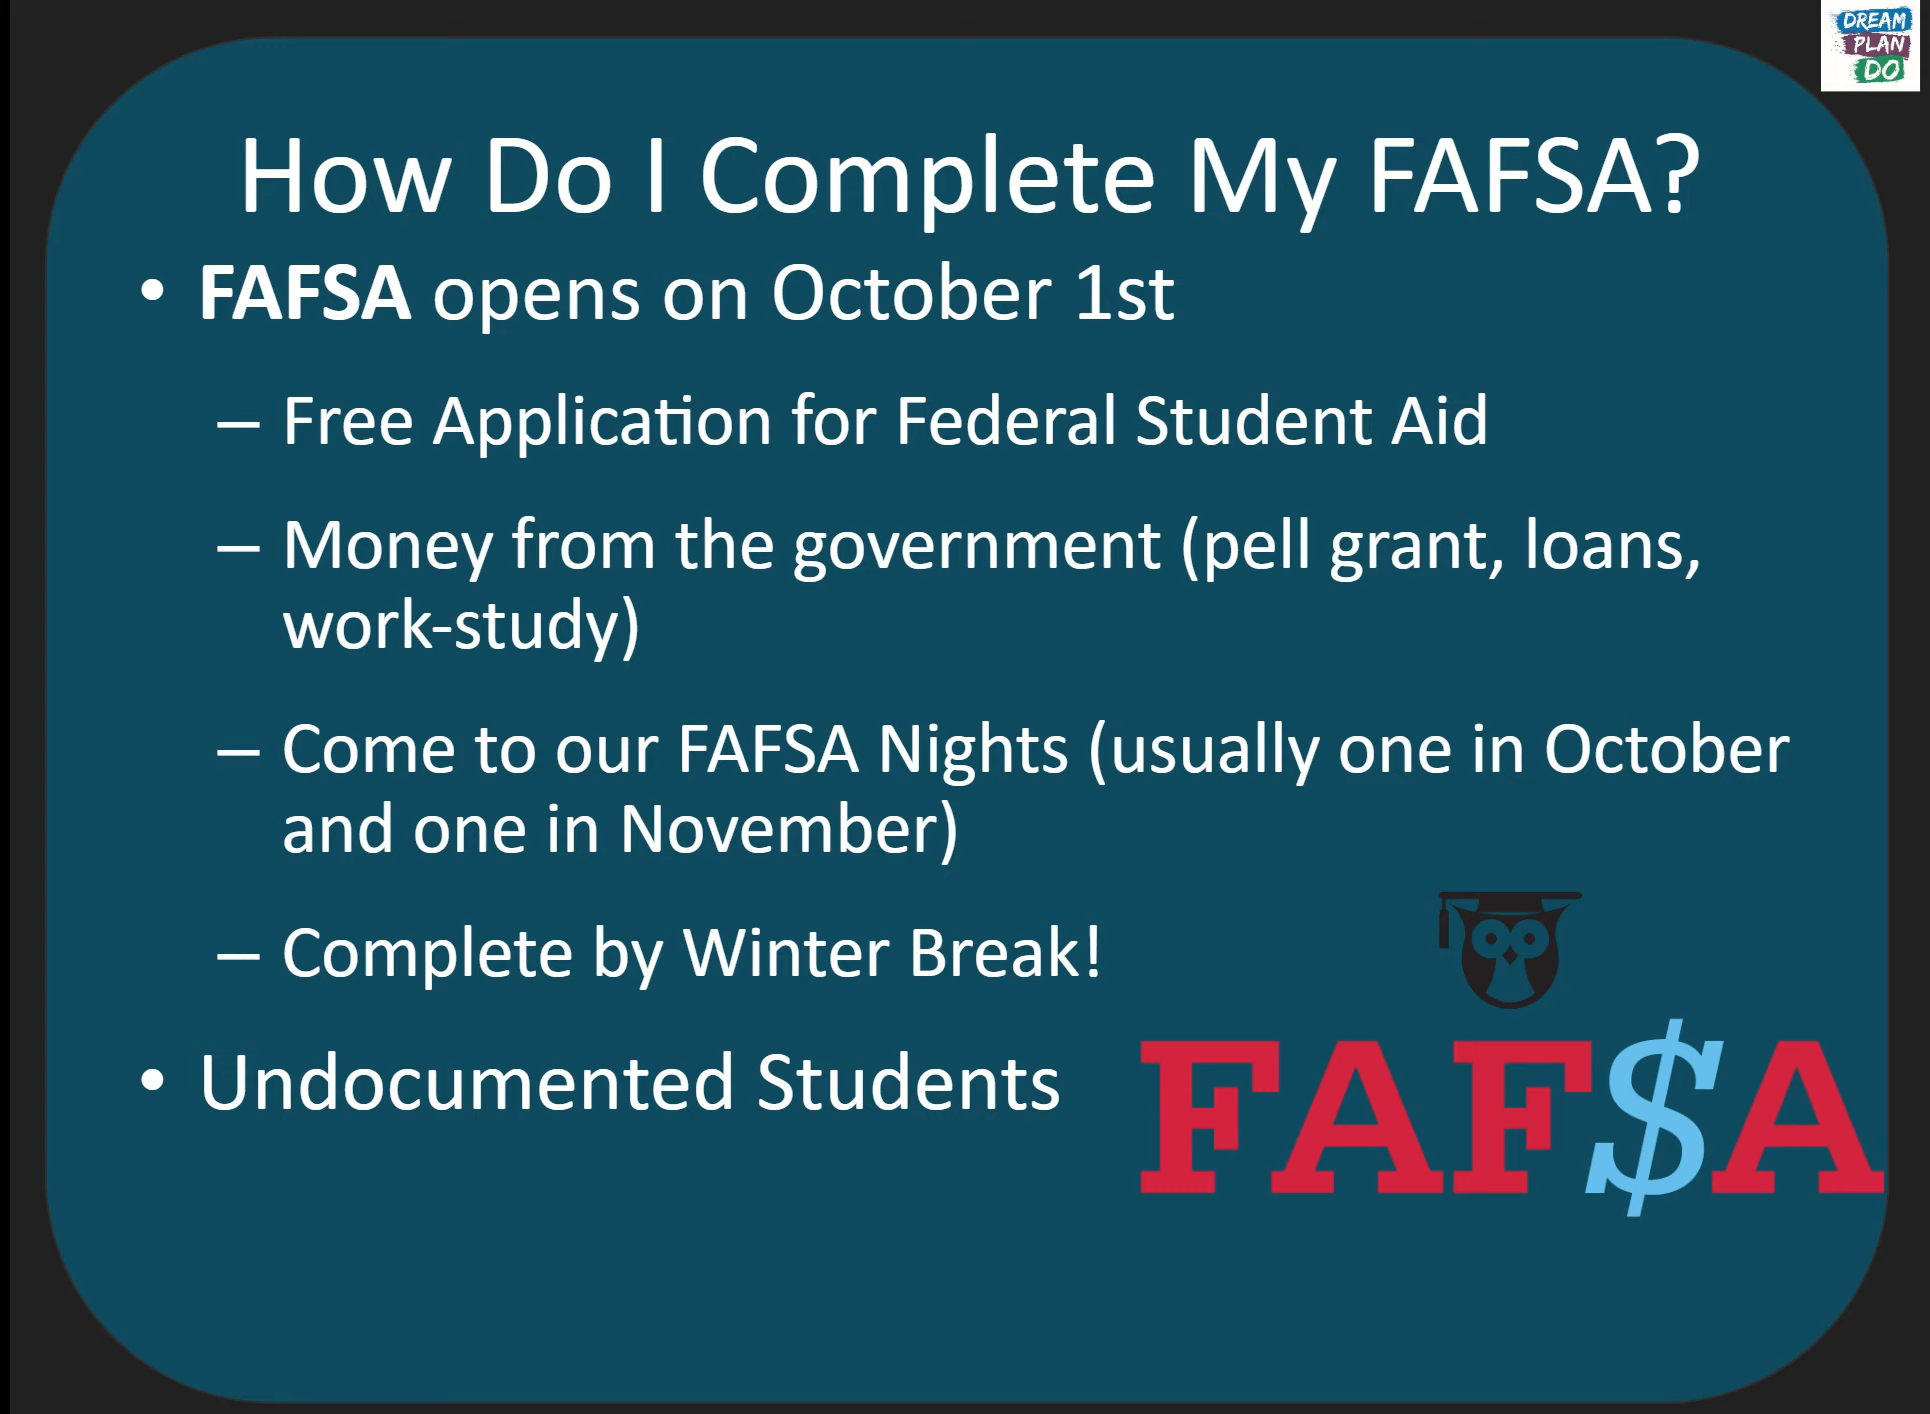 DREAM
PLAN
DO
How Do I Complete My FAFSA?
• FAFSA opens on October 1st
– Free Application for Federal Student Aid
– Money from the government (pell grant, loans,
work-study)
– Come to our FAFSA Nights (usually one in October
and one in November)
– Complete by Winter Break!
• Undocumented Students
FAF$A